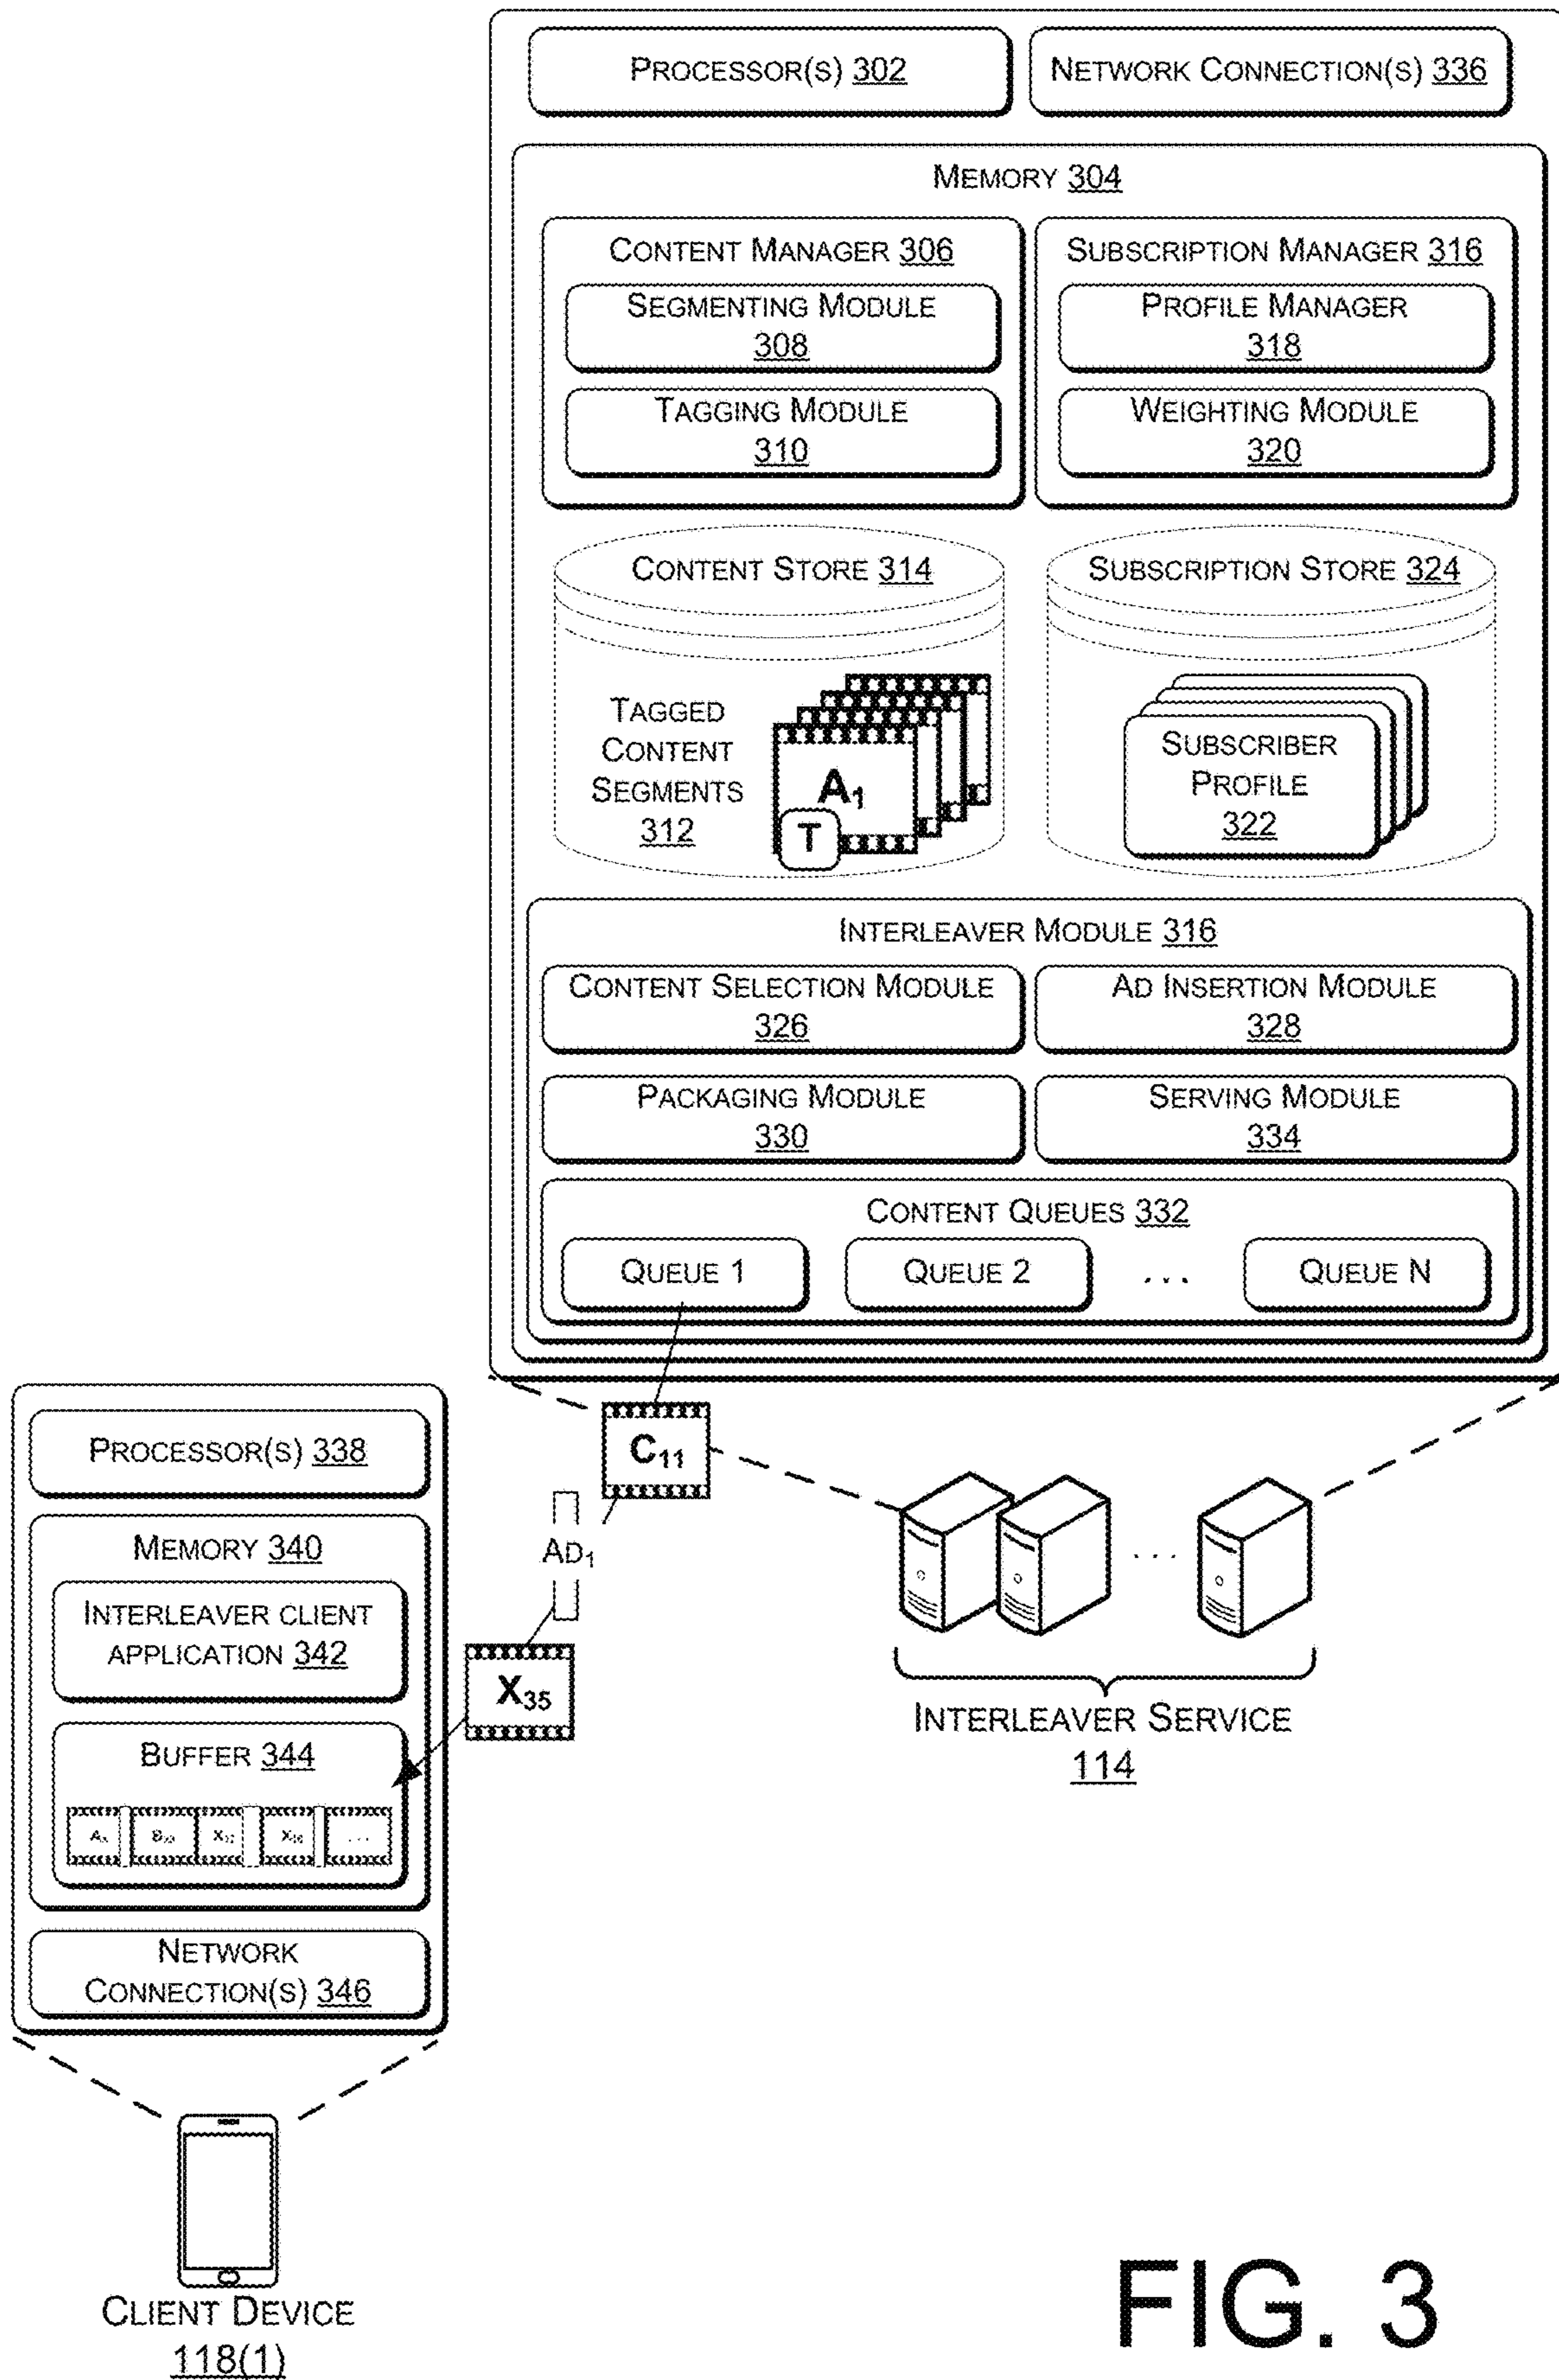 PROCESSOR(S) 302
NETWORK CONNECTION(S) 336
MEMORY 304
CONTENT MANAGER 306
SEGMENTING MODULE
308
TAGGING MODULE
310
SUBSCRIPTION MANAGER 316
PROFILE MANAGER
318
WEIGHTING MODULE
320
CONTENT STORE 314
TAGGED
CONTENT
SEGMENTS
312
A1
T
SUBSCRIPTION STORE 324
SUBSCRIBER
PROFILE
322
INTERLEAVER MODULE 316
CONTENT SELECTION MODULE
326
AD INSERTION MODULE
328
PACKAGING MODULE
330
SERVING MODULE
334
CONTENT QUEUES 332
QUEUE 1
QUEUE 2
. . .
QUEUE N
C11
AD1
X35
PROCESSOR(S) 338
MEMORY 340
INTERLEAVER CLIENT
APPLICATION 342
BUFFER 344
. . .
NETWORK
CONNECTION(S) 346
CLIENT DEVICE
118(1)
. . .
INTERLEAVER SERVICE
114
FIG. 3